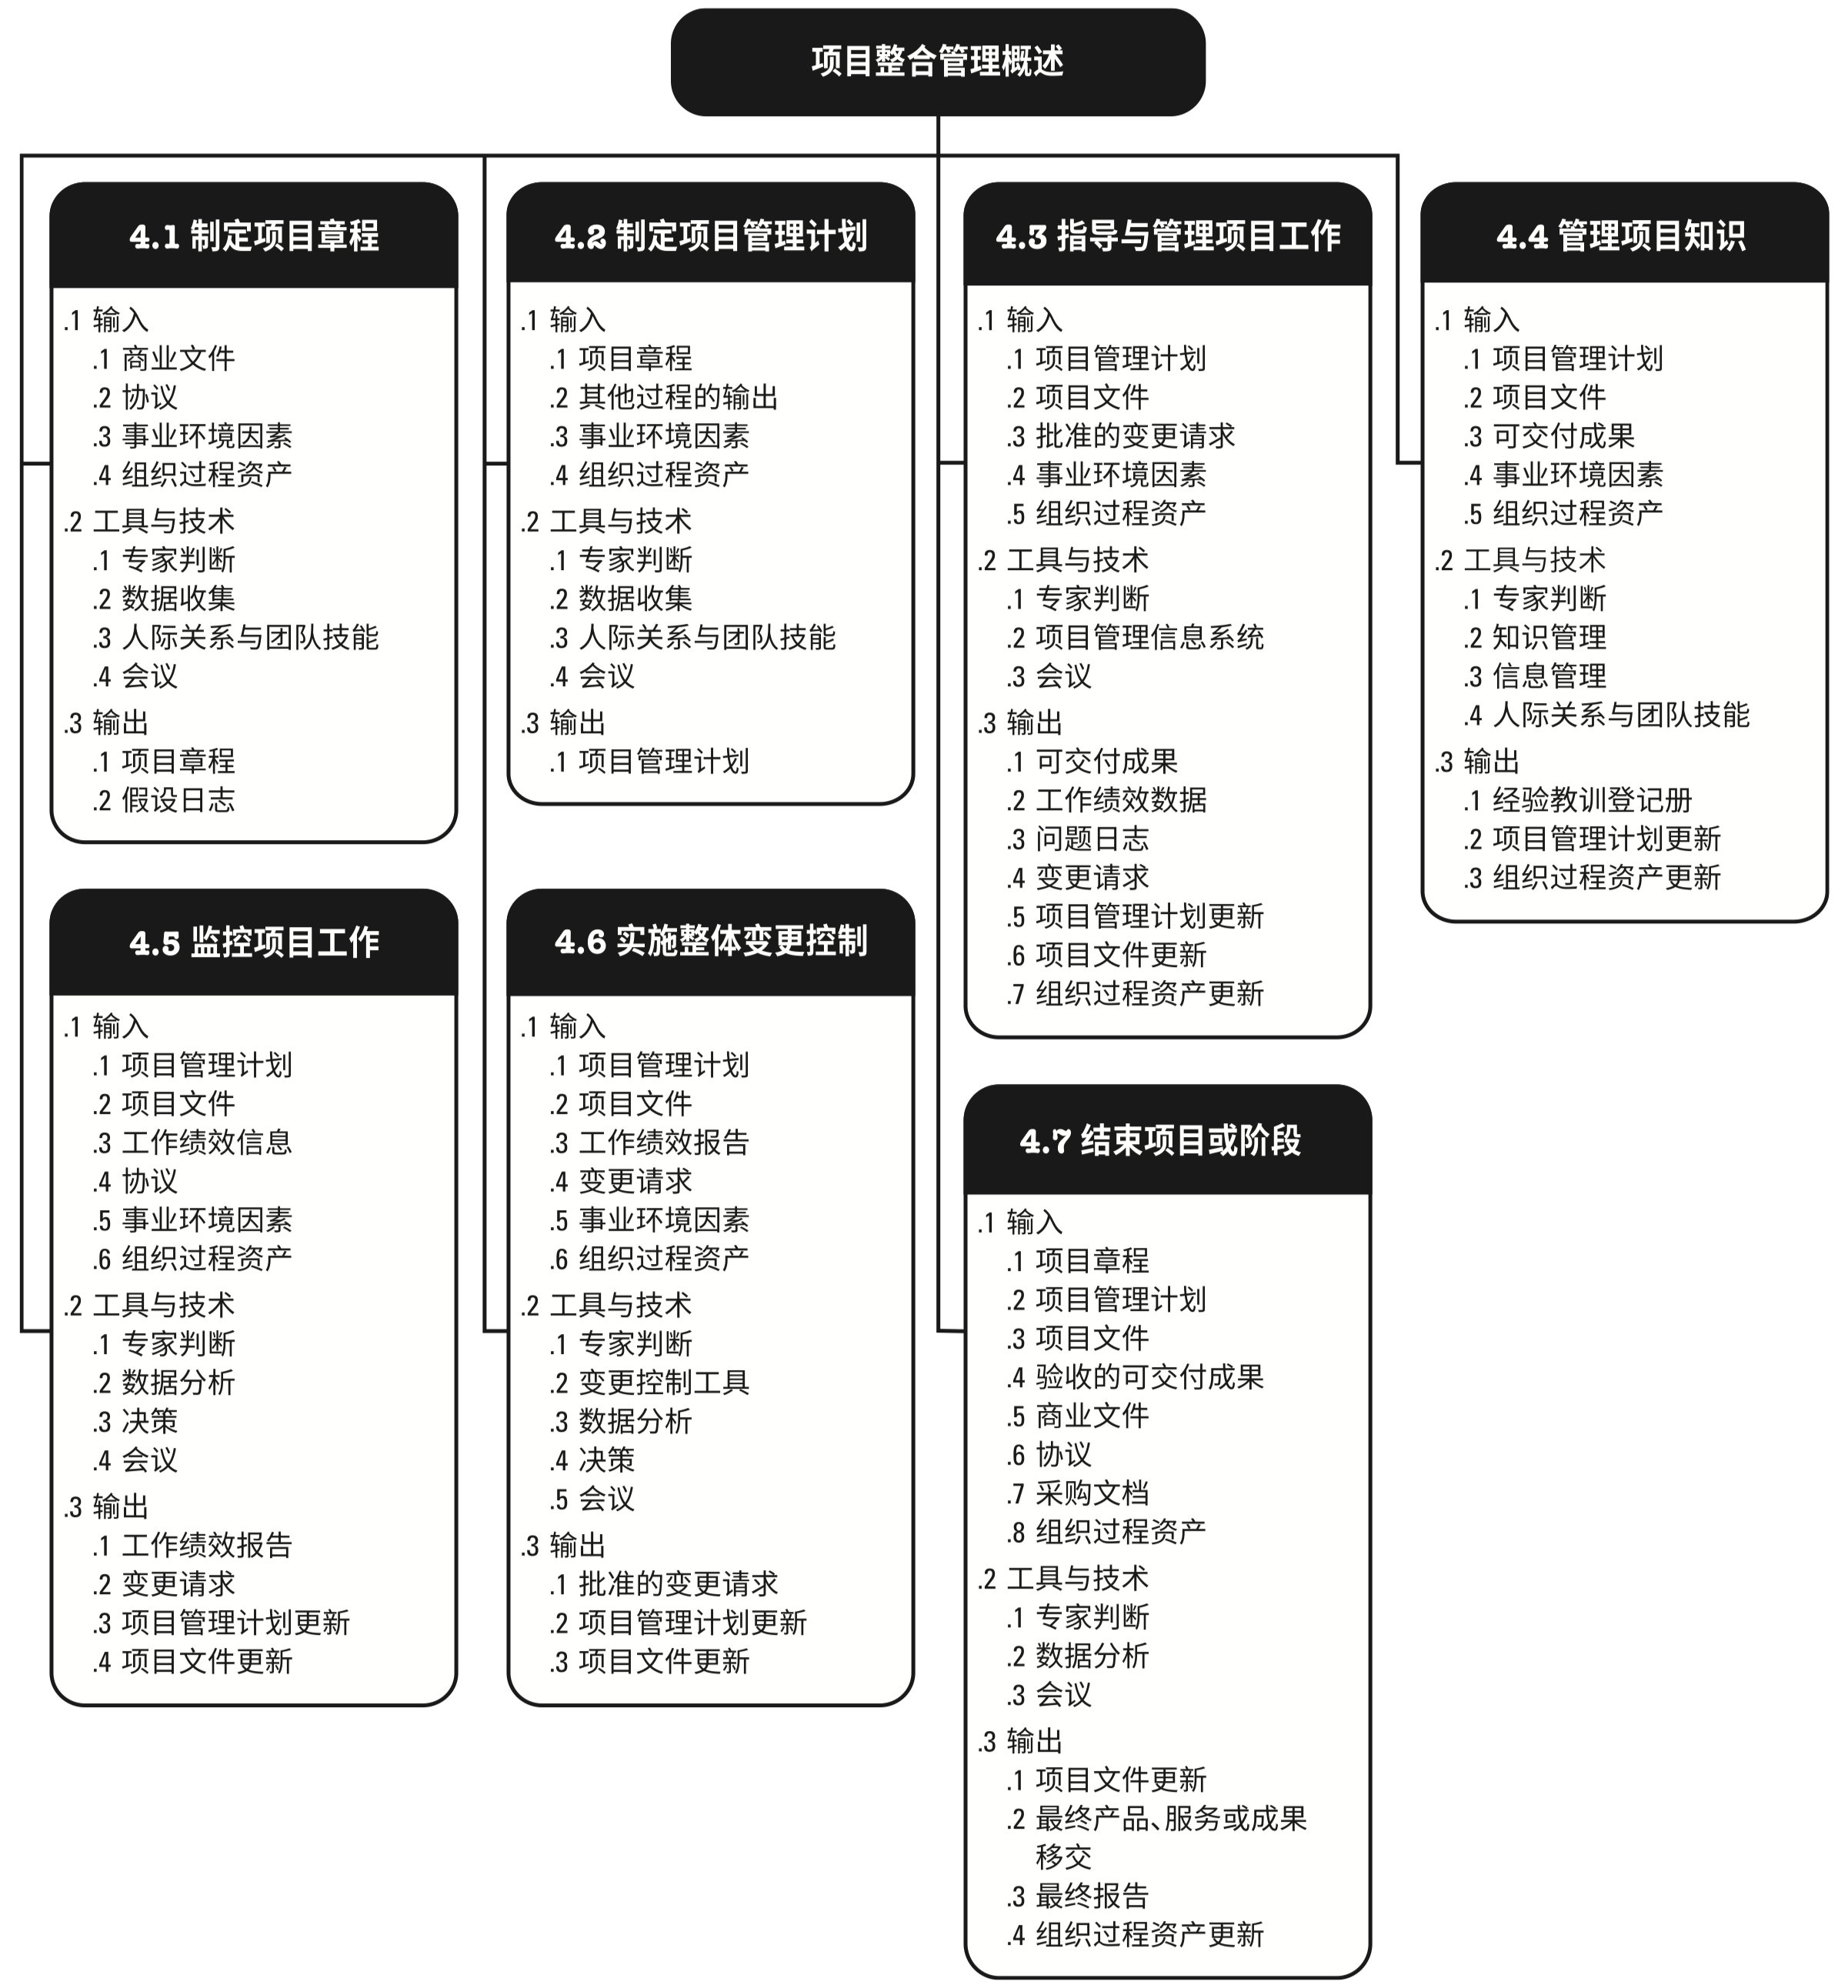 项目整合管理概述
4.1 制定项目章程
.1 输入
.1 商业文件
.2 协议
.3 事业环境因素
.4 组织过程资产
.2 工具与技术
.1 专家判断
.2 数据收集
.3 人际关系与团队技能
.4 会议
.3 输出
.1 项目章程
.2 假设日志
4.2 制定项目管理计划
.1 输入
.1 项目章程
.2 其他过程的输出
.3 事业环境因素
.4 组织过程资产
.2 工具与技术
.1 专家判断
.2 数据收集
.3 人际关系与团队技能
.4 会议
.3 输出
.1 项目管理计划
4.3 指导与管理项目工作
.1 输入
.1 项目管理计划
.2 项目文件
.3 批准的变更请求
.4 事业环境因素
.5 组织过程资产
.2 工具与技术
.1 专家判断
.2 项目管理信息系统
.3 会议
.3 输出
.1 可交付成果
.2 工作绩效数据
.3 问题日志
.4 变更请求
.5 项目管理计划更新
.6 项目文件更新
.7 组织过程资产更新
4.4 管理项目知识
.1 输入
.1 项目管理计划
.2 项目文件
.3 可交付成果
.4 事业环境因素
.5 组织过程资产
.2 工具与技术
.1 专家判断
.2 知识管理
.3 信息管理
.4 人际关系与团队技能
.3 输出
.1 经验教训登记册
.2 项目管理计划更新
.3 组织过程资产更新
4.5 监控项目工作
.1 输入
.1 项目管理计划
.2 项目文件
.3 工作绩效信息
.4 协议
.5 事业环境因素
.6 组织过程资产
.2 工具与技术
.1 专家判断
.2 数据分析
.3 决策
.4 会议
.3 输出
.1 工作绩效报告
.2 变更请求
.3 项目管理计划更新
.4 项目文件更新
4.6 实施整体变更控制
.1 输入
.1 项目管理计划
.2 项目文件
.3 工作绩效报告
.4 变更请求
.5 事业环境因素
.6 组织过程资产
.2 工具与技术
.1 专家判断
.2 变更控制工具
.3 数据分析
.4 决策
.5 会议
.3 输出
.1 批准的变更请求
.2 项目管理计划更新
.3 项目文件更新
4.7 结束项目或阶段
.1 输入
.1 项目章程
.2 项目管理计划
.3 项目文件
.4 验收的可交付成果
.5 商业文件
.6 协议
.7 采购文档
.8 组织过程资产
.2 工具与技术
.1 专家判断
.2 数据分析
.3 会议
.3 输出
.1 项目文件更新
.2 最终产品、服务或成果
移交
.3 最终报告
.4 组织过程资产更新